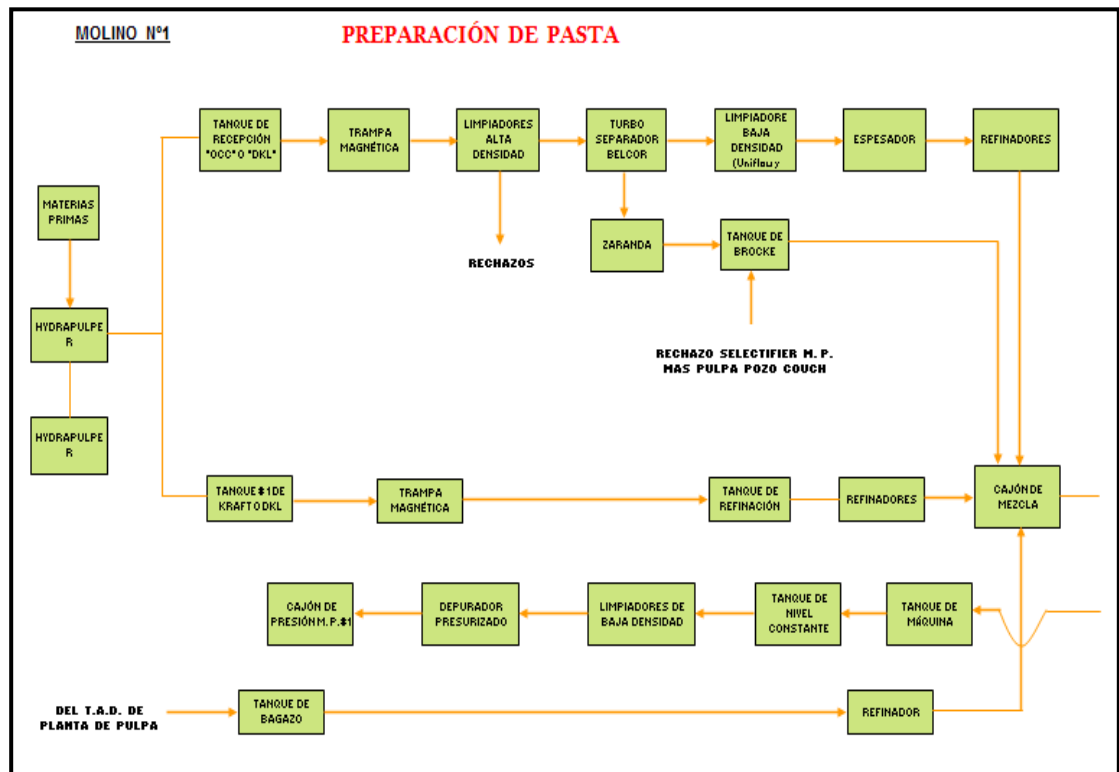 MOLINO Nº1
PREPARACIÓN DE PASTA
TANQUE DE
RECEPCIÓN
"OCC" O "DKL"
TRAMPA
MAGNÉTICA
LIMPIADORES
ALTA
DENSIDAD
TURBO
SEPARADOR
BELCOR
LIMPIADORE
BAJA
DENSIDAD
(Uniflow y
ESPESADOR
REFINADORES
MATERIAS
PRIMAS
ZARANDA
TANQUE DE
BROCKE
RECHAZOS
HYDRAPULPE
R
RECHAZO SELECTIFIER M.P.
MAS PULPA POZO COUCH
HYDRAPULPE
R
TANQUE #1 DE
KRAFT O DKL
TRAMPA
MAGNÉTICA
TANQUE DE
REFINACIÓN
REFINADORES
CAJÓN DE
MEZCLA
CAJÓN DE
PRESIÓN M.P.#1
DEPURADOR
PRESURIZADO
LIMPIADORES DE
BAJA DENSIDAD
TANQUE DE
NIVEL
CONSTANTE
TANQUE DE
MÁQUINA
DEL T.A.D. DE
PLANTA DE PULPA
TANQUE DE
BAGAZO
REFINADOR